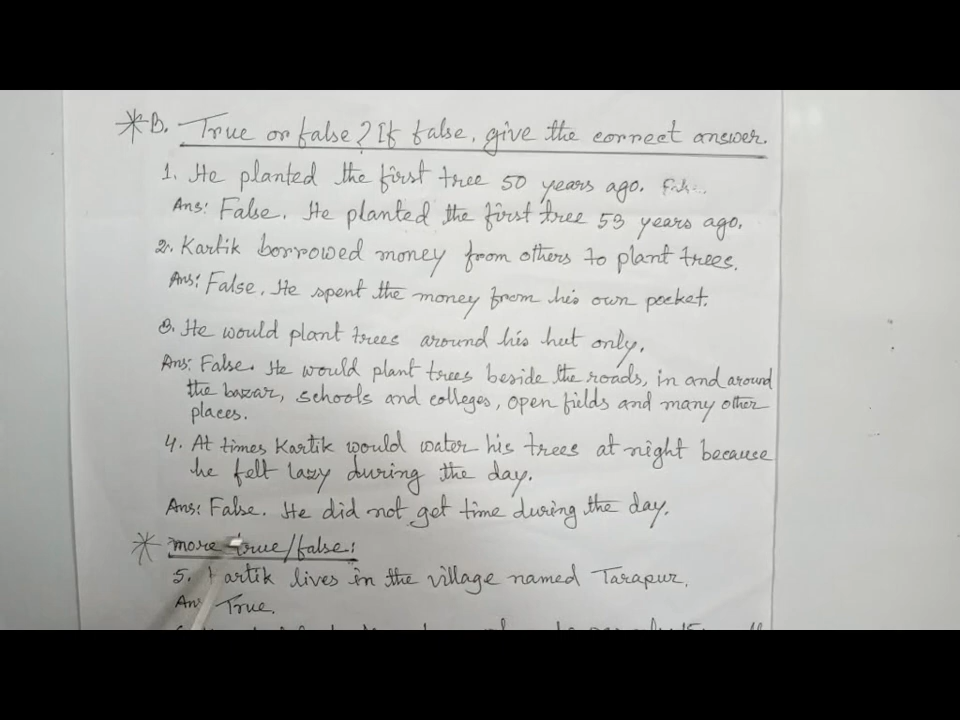 *B. True or false? If false, give the correct answer.
1. He planted the first tree 50 years ago.
Ans: False. He planted the first tree 53 years ago.
2. Kartik borrowed money from others to plant trees.
Ans: False. He spent the money from his own pocket.
3. He would plant trees around his hut only.
Ans: False. He would plant trees beside the roads, in and around
the bazar, schools and colleges, open fields and many other
places.
4. At times Kartik would water his trees at night because
he felt lazy during the day.
Ans: False. He did not get time during the day.
* more true/false:
5. Kartik lives in the village named Tarapur.
Ans True.